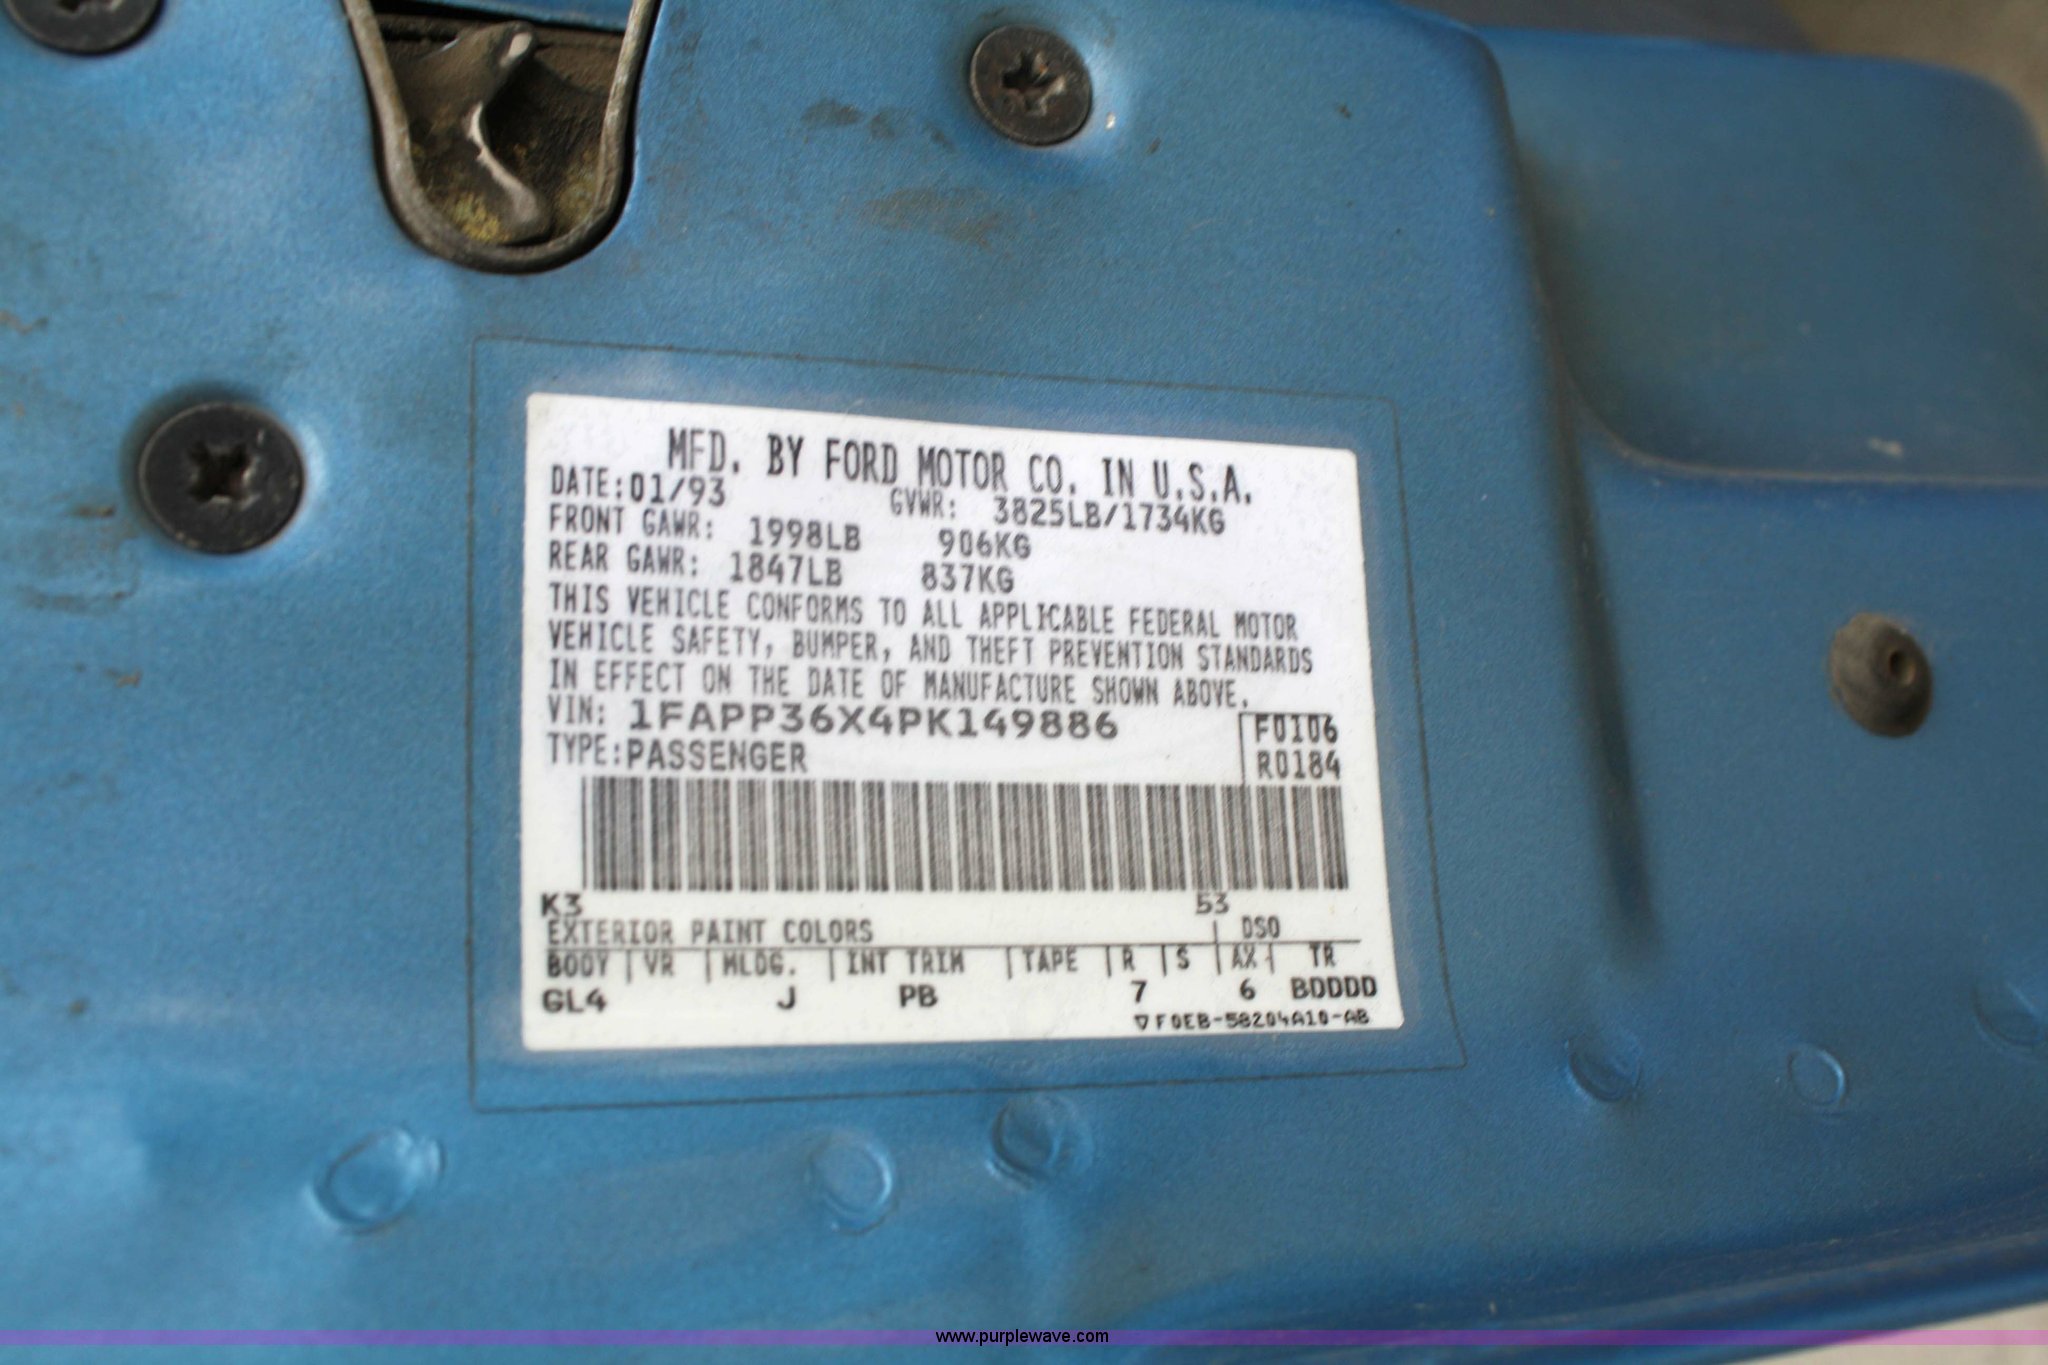 MFD. BY FORD MOTOR CO. IN U.S.A.
DATE:01/93 GVWR: 3825LB/1734KG
FRONT GAWR: 1998LB 906KG
REAR GAWR: 1847LB 837KG
THIS VEHICLE CONFORMS TO ALL APPLICABLE FEDERAL MOTOR
VEHICLE SAFETY, BUMPER, AND THEFT PREVENTION STANDARDS
IN EFFECT ON THE DATE OF MANUFACTURE SHOWN ABOVE.
VIN: 1FAPP36X4PK149886 F0106
TYPE:PASSENGER R0184
K3 53
EXTERIOR PAINT COLORS DSO
BODY VR MLDG. INT TRIM TAPE R S AX TR
GL4 J PB 7 6 BDDDD
▽F0EB-58204A10-AB
www.purplewave.com